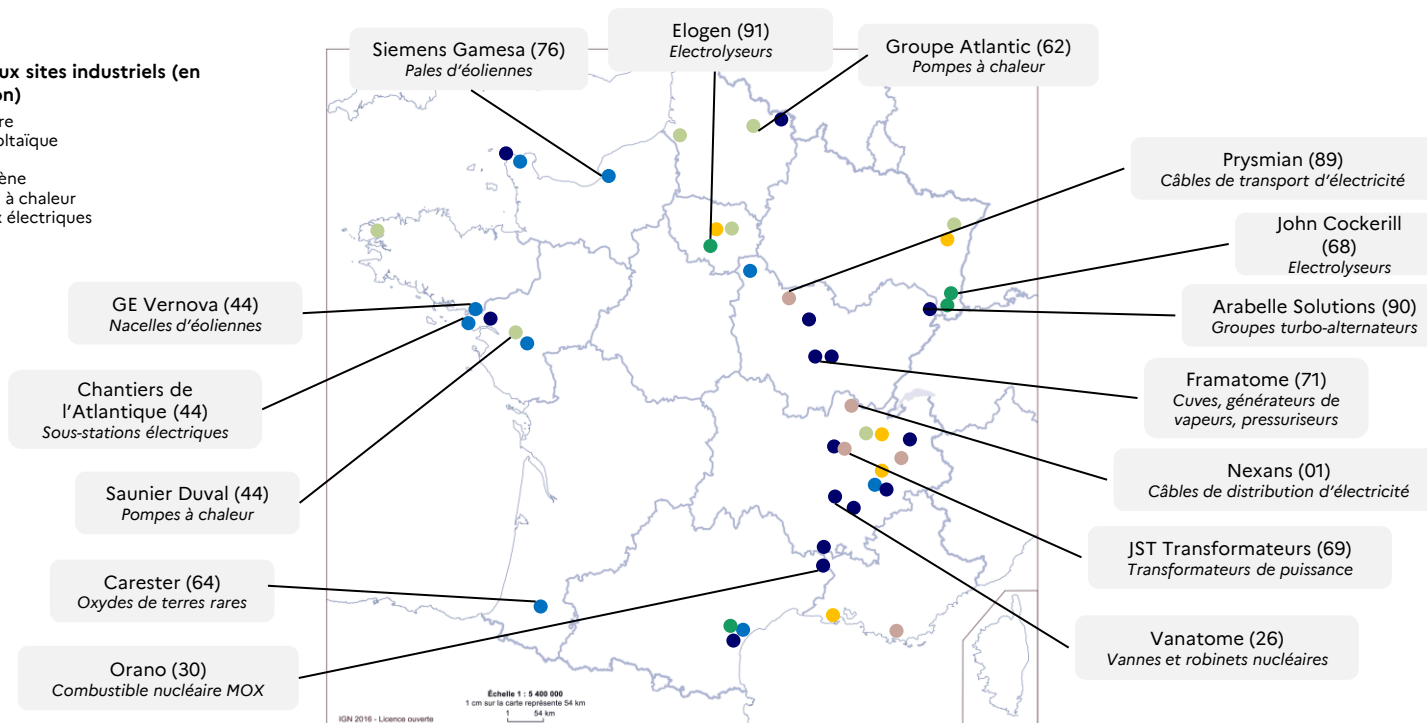 Elogen (91)
Electrolyseurs
Siemens Gamesa (76)
Pales d'éoliennes
Groupe Atlantic (62)
Pompes à chaleur
ux sites industriels (en
on)
re
oltaïque
ène
à chaleur
électriques
Prysmian (89)
Câbles de transport d'électricité
John Cockerill
(68)
Electrolyseurs
GE Vernova (44)
Nacelles d'éoliennes
Arabelle Solutions (90)
Groupes turbo-alternateurs
Chantiers de
l'Atlantique (44)
Sous-stations électriques
Framatome (71)
Cuves, générateurs de
vapeurs, pressuriseurs
Saunier Duval (44)
Pompes à chaleur
Nexans (01)
Câbles de distribution d'électricité
JST Transformateurs (69)
Transformateurs de puissance
Carester (64)
Oxydes de terres rares
Vanatome (26)
Vannes et robinets nucléaires
Orano (30)
Combustible nucléaire MOX
Échelle 1 : 5 400 000
1 cm sur la carte représente 54 km
1 54 km
IGN 2016 - Licence ouverte